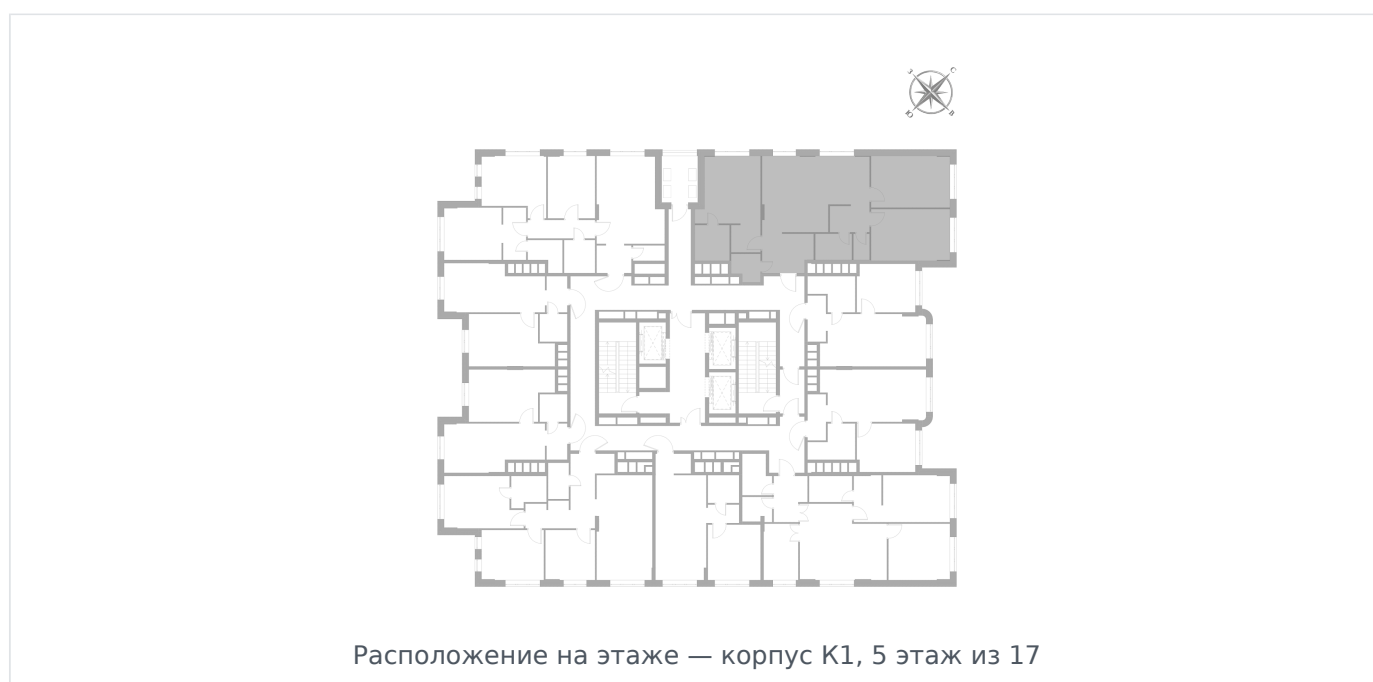 З С
Ю В
Расположение на этаже — корпус К1, 5 этаж из 17